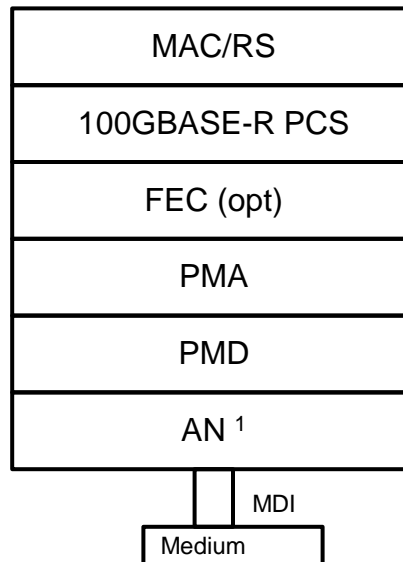 MAC/RS
100GBASE-R PCS
FEC (opt)
PMA
PMD
AN ¹
MDI
Medium